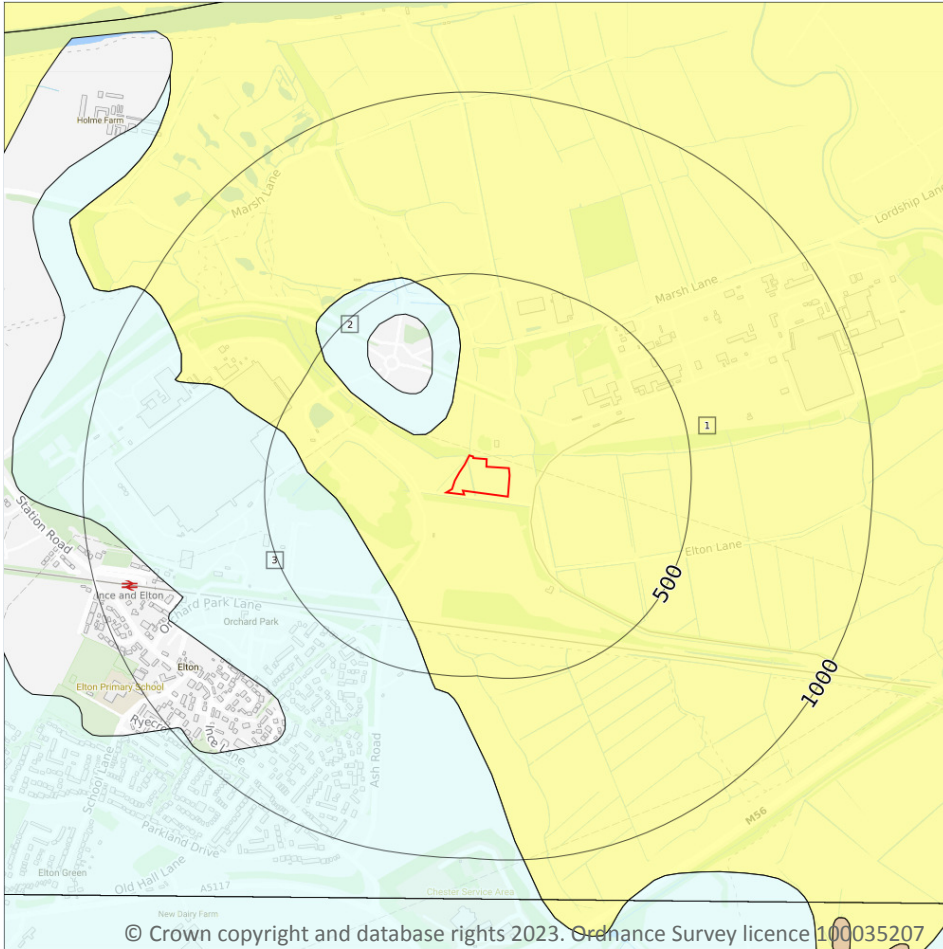 Holme Farm
Marsh Lane
Lordship Lane
Marsh Lane
2
1
Station Road
Elton Lane
3
500
Ince and Elton
Orchard Park Lane
Orchard Park
Elton
Elton Primary School
1000
Ince Lane
School Lane
Ash Road
M56
Parkland Drive
Elton Green
Old Hall Lane
A5117
Chester Service Area
New Dairy Farm
© Crown copyright and database rights 2023. Ordnance Survey licence 100035207